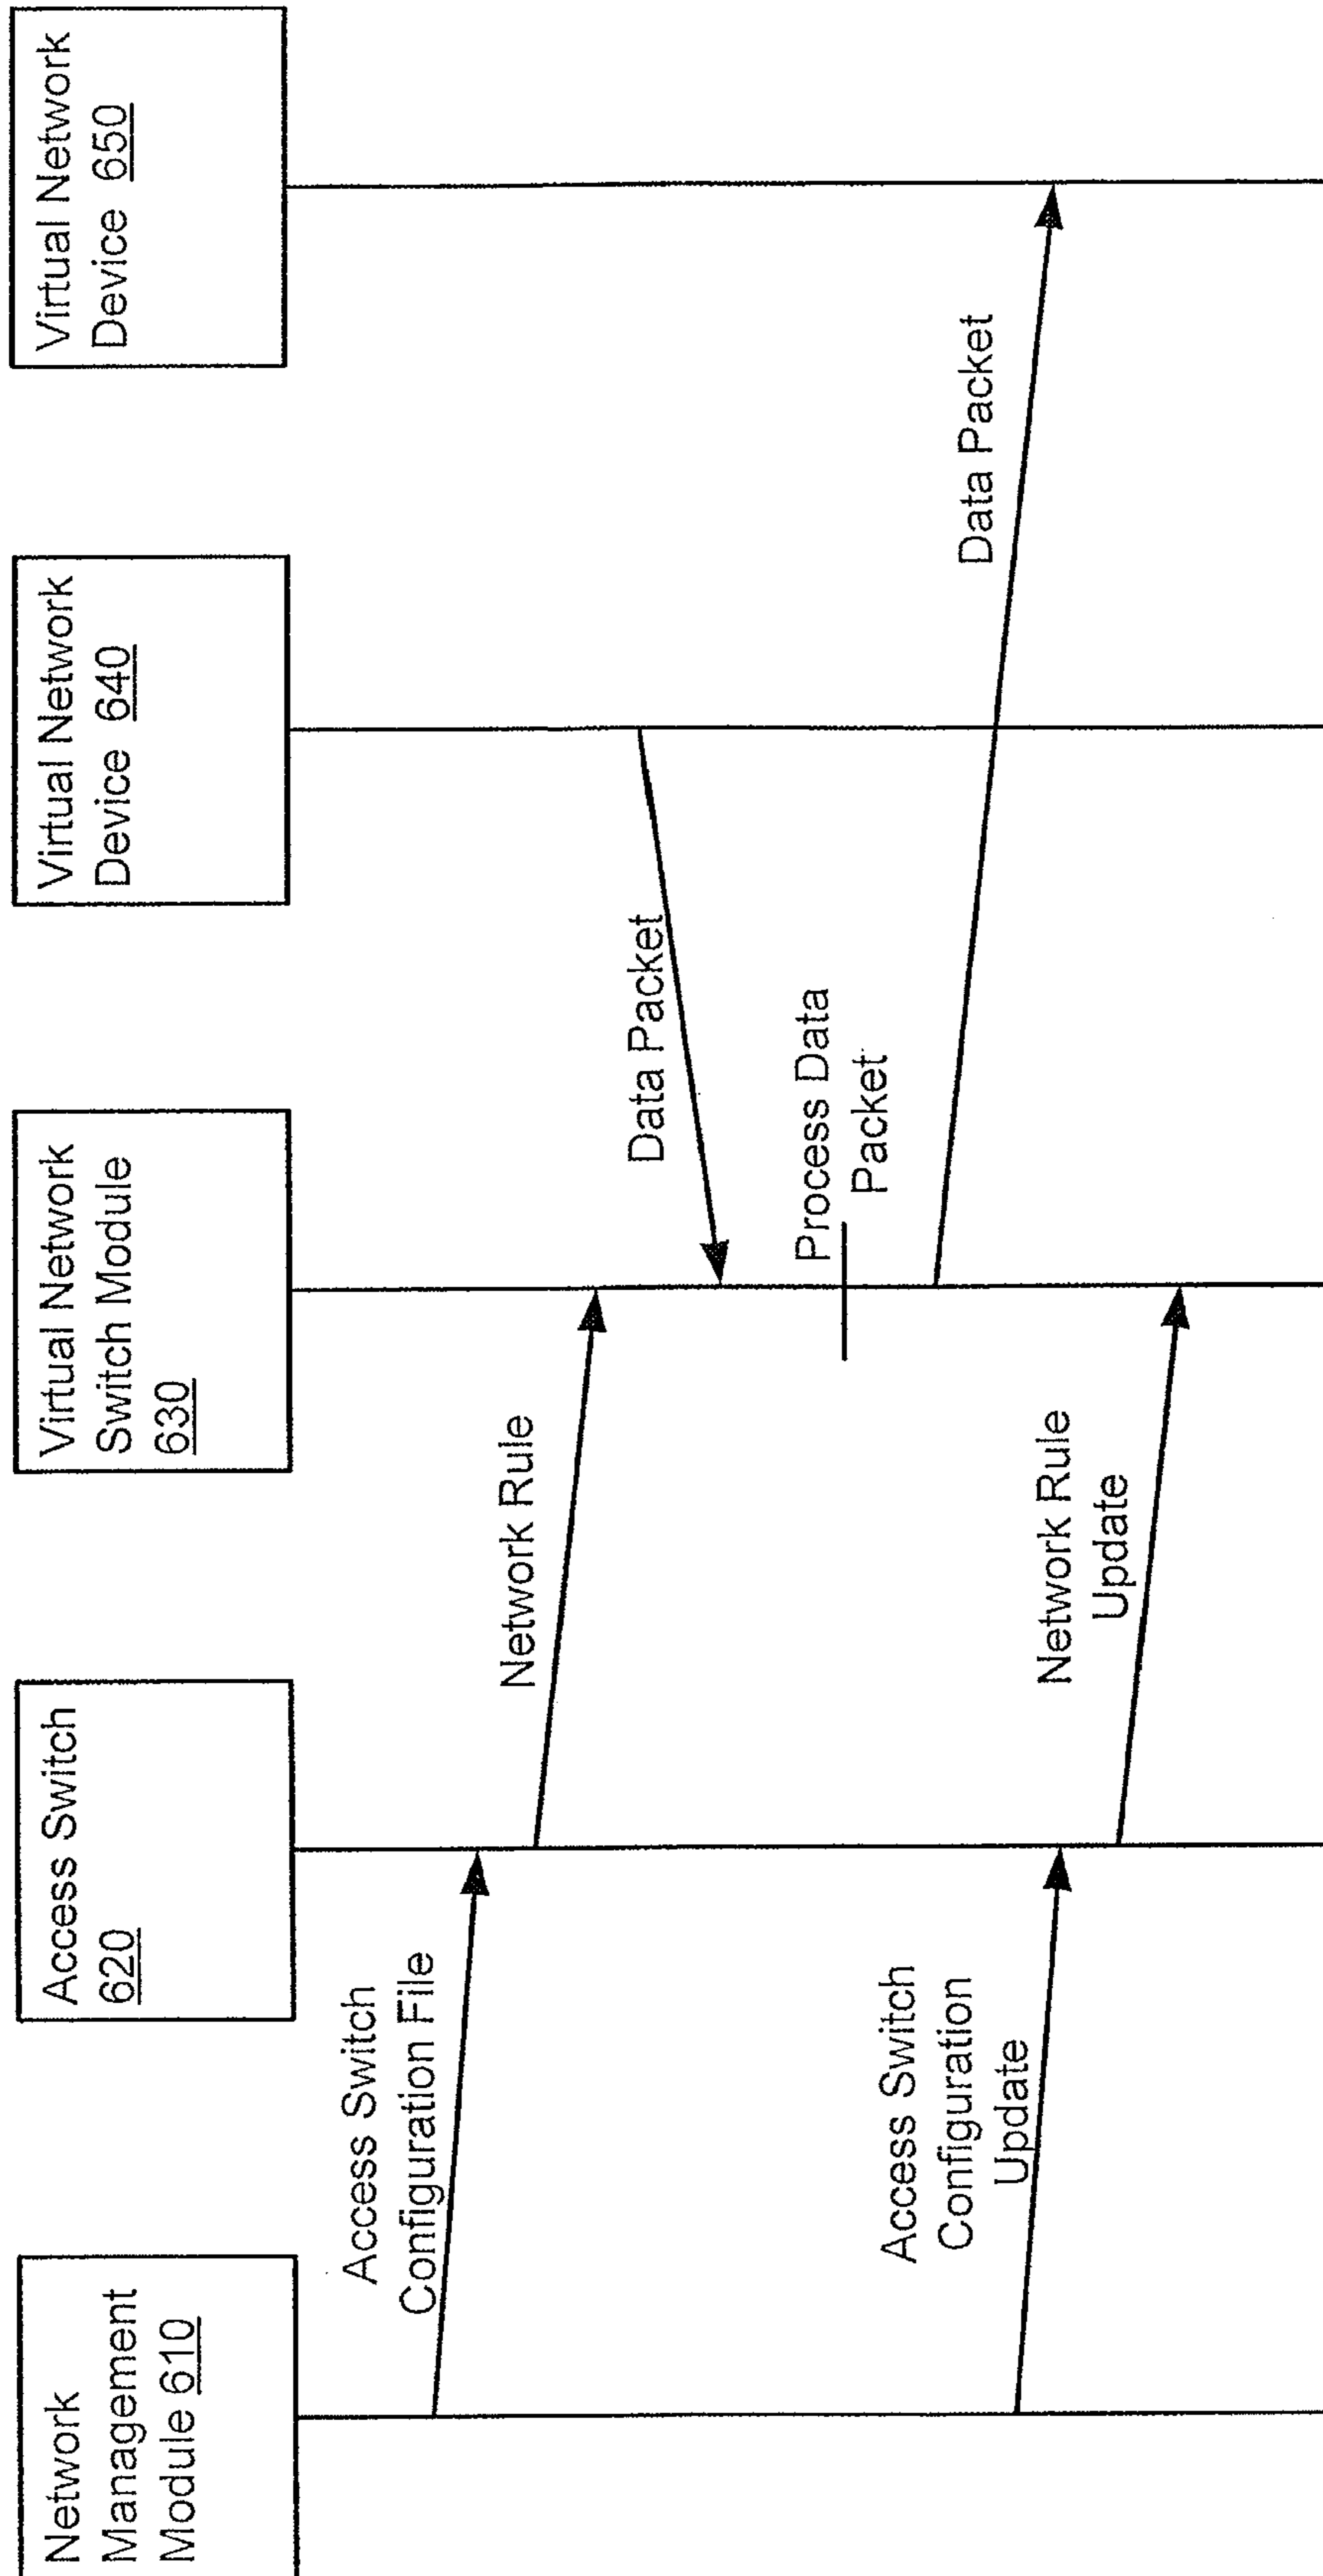 Network
Management
Module 610
Access Switch
620
Virtual Network
Switch Module
630
Virtual Network
Device 640
Virtual Network
Device 650
Access Switch
Configuration File
Network Rule
Data Packet
Process Data
Packet
Data Packet
Access Switch
Configuration
Update
Network Rule
Update